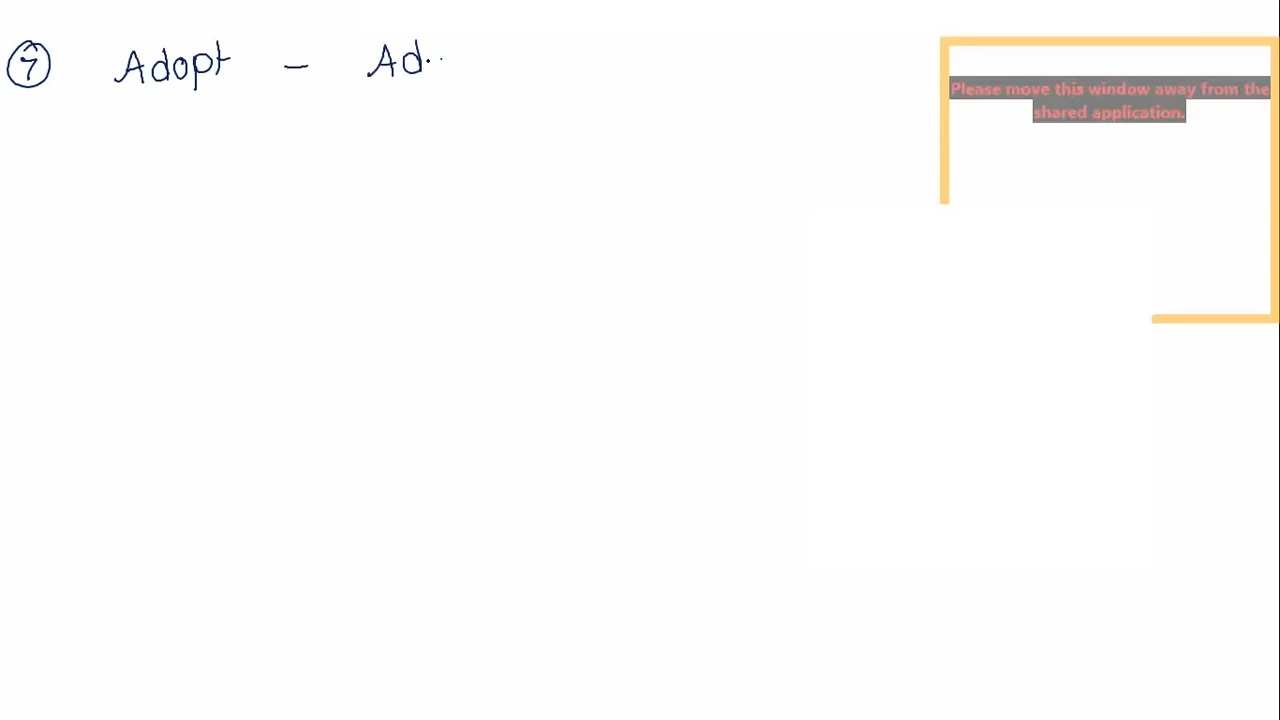 7 Adopt - Ad
Please move this window away from the
shared application.